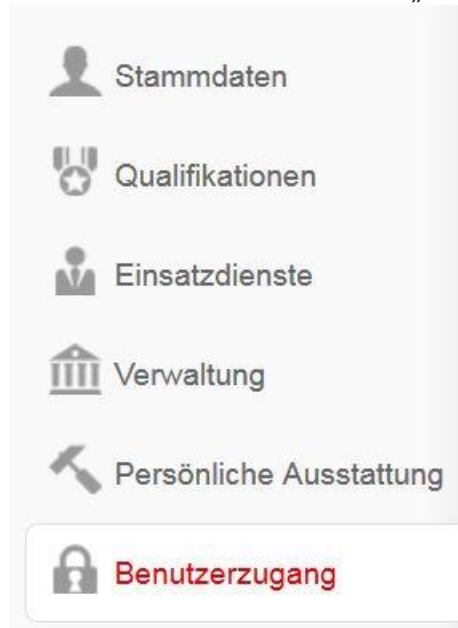 „
Stammdaten
Qualifikationen
Einsatzdienste
Verwaltung
Persönliche Ausstattung
Benutzerzugang